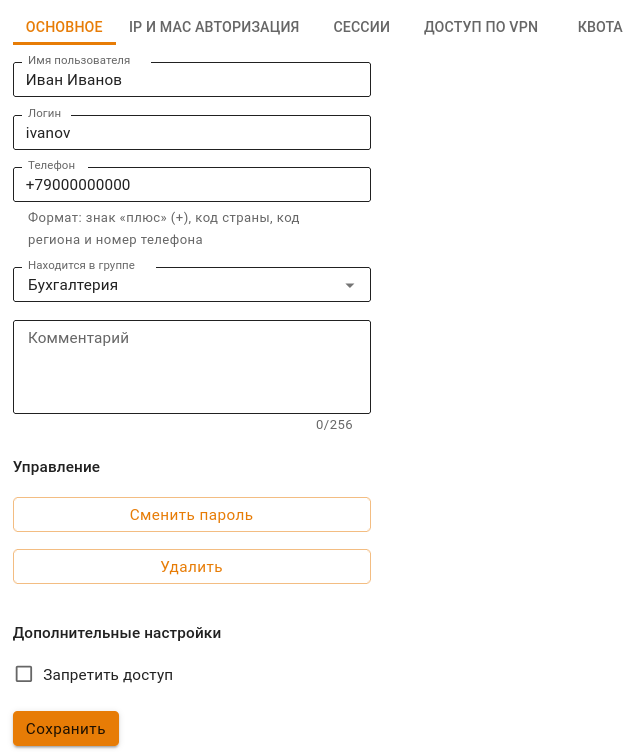 ОСНОВНОЕ IP И MAC АВТОРИЗАЦИЯ СЕССИИ ДОСТУП ПО VPN КВОТА
Имя пользователя
Иван Иванов
Логин
ivanov
Телефон
+79000000000
Формат: знак «плюс» (+), код страны, код
региона и номер телефона
Находится в группе
Бухгалтерия
Комментарий
0/256
Управление
Сменить пароль
Удалить
Дополнительные настройки
Запретить доступ
Сохранить